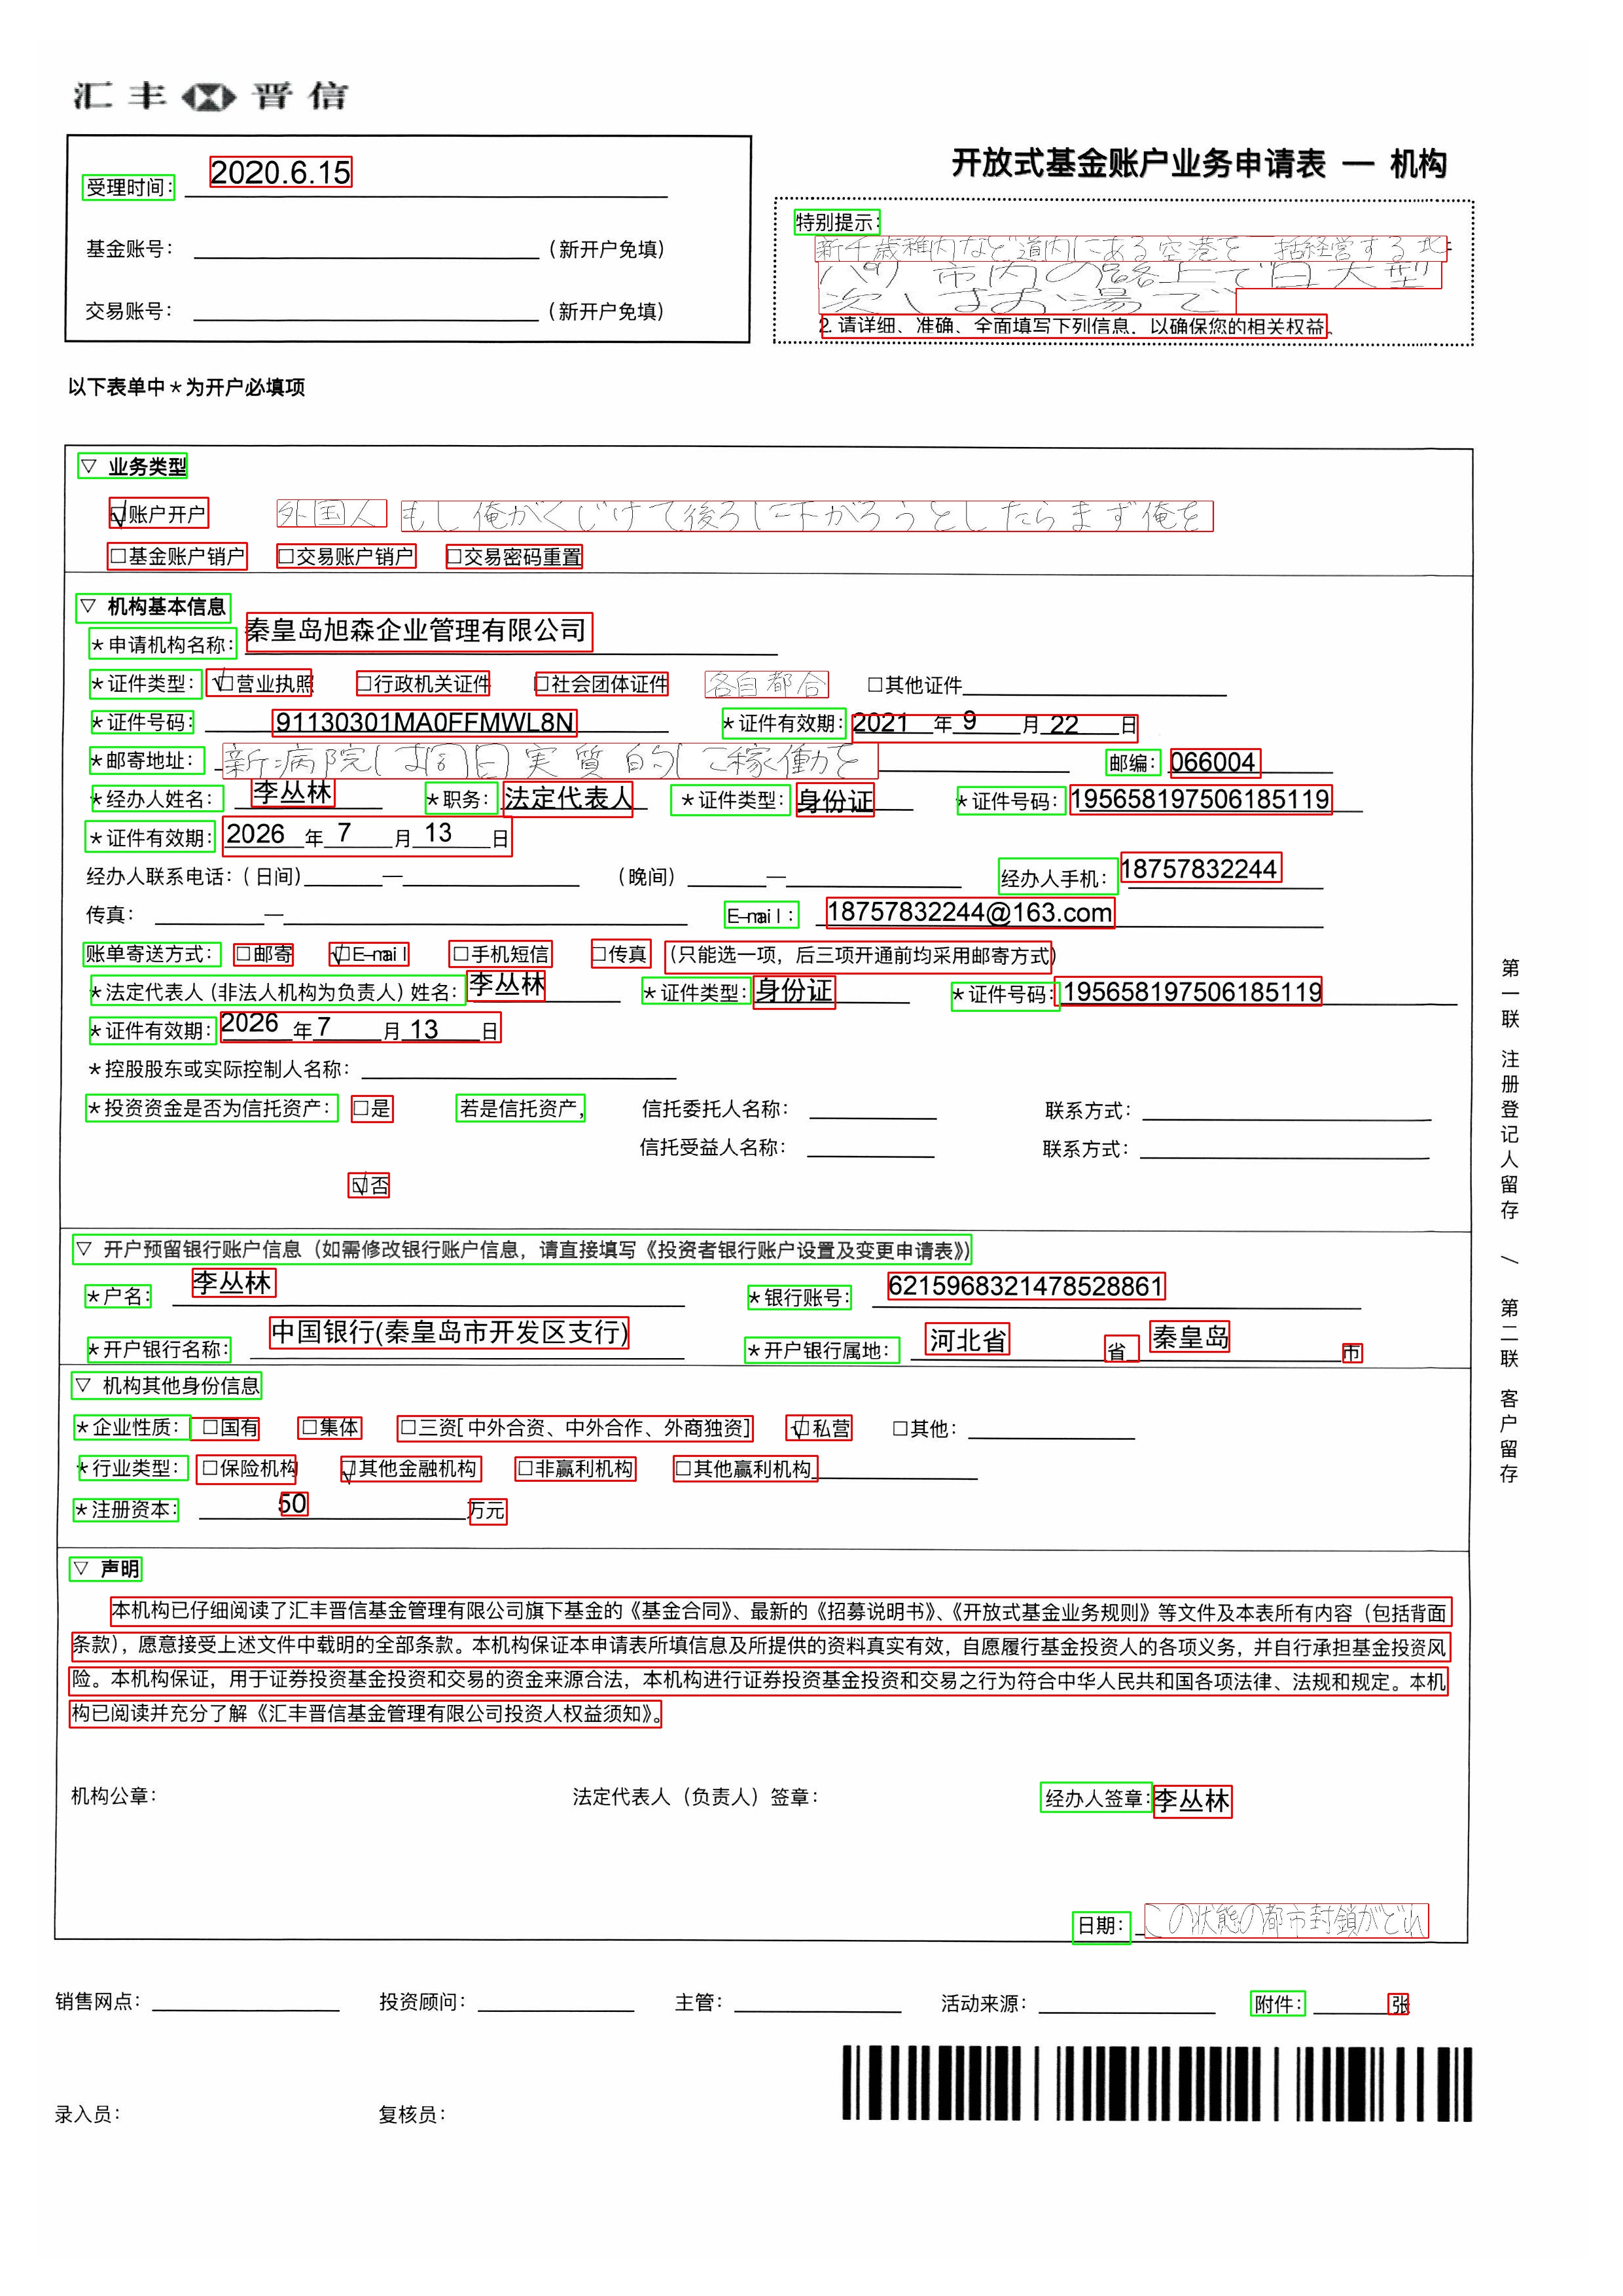 汇丰 晋信
开放式基金账户业务申请表 — 机构
受理时间： 2020.6.15
基金账号： （新开户免填）
交易账号： （新开户免填）
特别提示：
新千歳稚内など道内にある空港を一括経営する北
パリ市内の路上で白大型
次しはお湯で
2. 请详细、准确、全面填写下列信息．以确保您的相关权益。
以下表单中＊为开户必填项
▽ 业务类型
☑账户开户 外国人 もし俺がくじけて後ろに下がろうとしたらまず俺を
□基金账户销户 □交易账户销户 □交易密码重置
▽ 机构基本信息
＊申请机构名称： 秦皇岛旭森企业管理有限公司
＊证件类型： ☑营业执照 □行政机关证件 □社会团体证件 各自都合 □其他证件
＊证件号码： 91130301MA0FFMWL8N ＊证件有效期： 2021 年 9 月 22 日
＊邮寄地址： 新病院は8日実質的に稼働を 邮编： 066004
＊经办人姓名： 李丛林 ＊职务： 法定代表人 ＊证件类型： 身份证 ＊证件号码： 195658197506185119
＊证件有效期： 2026 年 7 月 13 日
经办人联系电话：（日间） — （晚间） — 经办人手机： 18757832244
传真： — E-mail： 18757832244@163.com
账单寄送方式： □邮寄 ☑E-mail □手机短信 □传真 （只能选一项，后三项开通前均采用邮寄方式）
＊法定代表人（非法人机构为负责人）姓名： 李丛林 ＊证件类型： 身份证 ＊证件号码： 195658197506185119
＊证件有效期： 2026 年 7 月 13 日
＊控股股东或实际控制人名称：
＊投资资金是否为信托资产： □是 若是信托资产， 信托委托人名称： 联系方式：
信托受益人名称： 联系方式：
☑否
▽ 开户预留银行账户信息（如需修改银行账户信息，请直接填写《投资者银行账户设置及变更申请表》）
＊户名： 李丛林 ＊银行账号： 6215968321478528861
＊开户银行名称： 中国银行(秦皇岛市开发区支行) ＊开户银行属地： 河北省 省 秦皇岛 市
▽ 机构其他身份信息
＊企业性质： □国有 □集体 □三资[中外合资、中外合作、外商独资] ☑私营 □其他：
＊行业类型： □保险机构 ☑其他金融机构 □非赢利机构 □其他赢利机构
＊注册资本： 50 万元
▽ 声明
本机构已仔细阅读了汇丰晋信基金管理有限公司旗下基金的《基金合同》、最新的《招募说明书》、《开放式基金业务规则》等文件及本表所有内容（包括背面
条款），愿意接受上述文件中载明的全部条款。本机构保证本申请表所填信息及所提供的资料真实有效，自愿履行基金投资人的各项义务，并自行承担基金投资风
险。本机构保证，用于证券投资基金投资和交易的资金来源合法，本机构进行证券投资基金投资和交易之行为符合中华人民共和国各项法律、法规和规定。本机
构已阅读并充分了解《汇丰晋信基金管理有限公司投资人权益须知》。
机构公章： 法定代表人（负责人）签章： 经办人签章： 李丛林
日期： この状態の都市封鎖がどれ
销售网点： 投资顾问： 主管： 活动来源： 附件： 张
录入员： 复核员：
第一联 注册登记人留存 / 第二联 客户留存